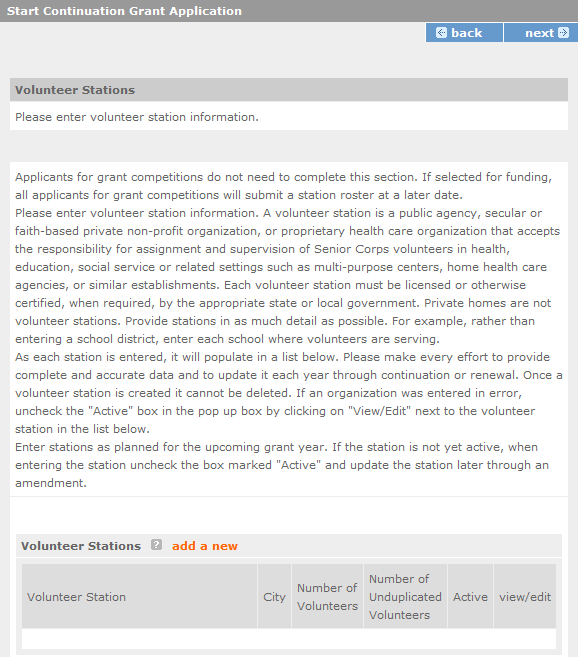 Start Continuation Grant Application
back next
Volunteer Stations
Please enter volunteer station information.
Applicants for grant competitions do not need to complete this section. If selected for funding,
all applicants for grant competitions will submit a station roster at a later date.
Please enter volunteer station information. A volunteer station is a public agency, secular or
faith-based private non-profit organization, or proprietary health care organization that accepts
the responsibility for assignment and supervision of Senior Corps volunteers in health,
education, social service or related settings such as multi-purpose centers, home health care
agencies, or similar establishments. Each volunteer station must be licensed or otherwise
certified, when required, by the appropriate state or local government. Private homes are not
volunteer stations. Provide stations in as much detail as possible. For example, rather than
entering a school district, enter each school where volunteers are serving.
As each station is entered, it will populate in a list below. Please make every effort to provide
complete and accurate data and to update it each year through continuation or renewal. Once a
volunteer station is created it cannot be deleted. If an organization was entered in error,
uncheck the "Active" box in the pop up box by clicking on "View/Edit" next to the volunteer
station in the list below.
Enter stations as planned for the upcoming grant year. If the station is not yet active, when
entering the station uncheck the box marked "Active" and update the station later through an
amendment.
Volunteer Stations ? add a new
Volunteer Station
City
Number of
Volunteers
Number of
Unduplicated
Volunteers
Active
view/edit